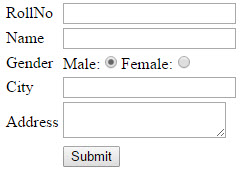 RollNo
Name
Gender Male: Female:
City
Address
Submit